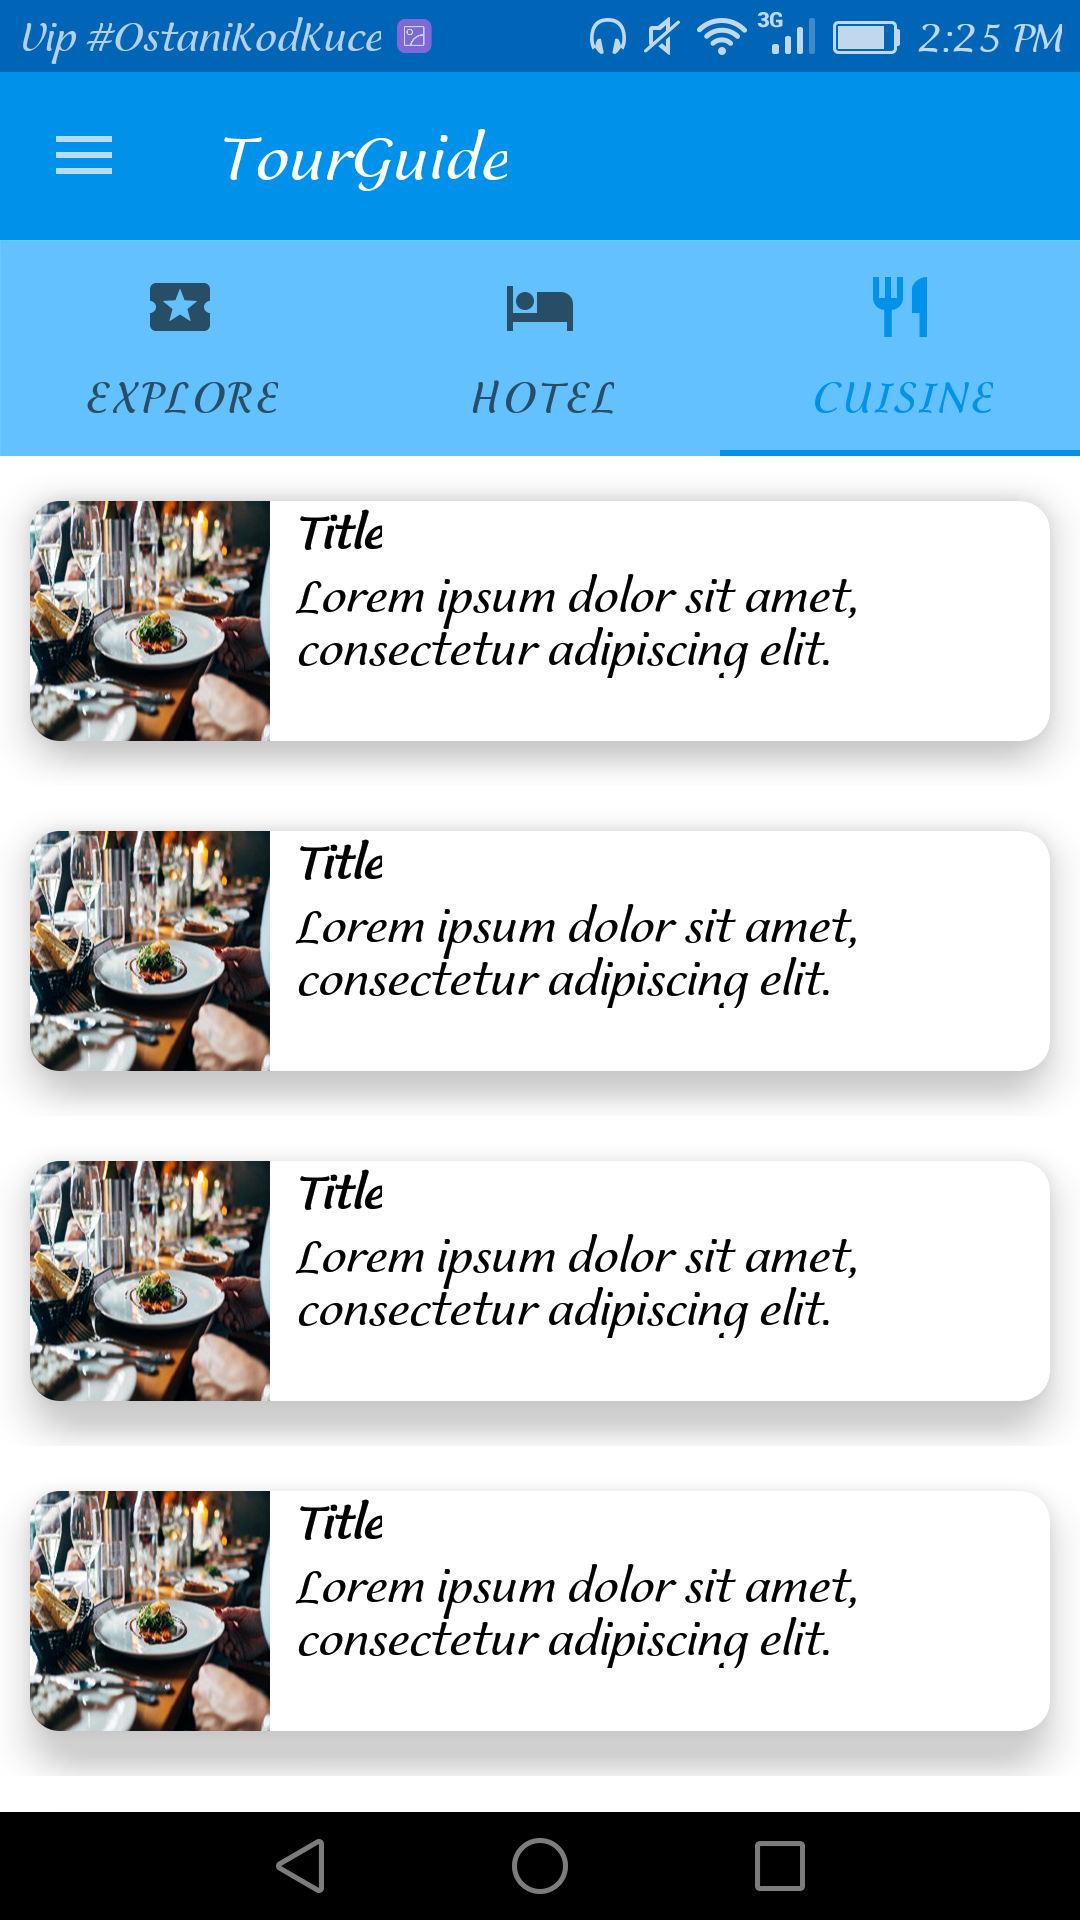 Vip #OstaniKodKuce 3G 2:25 PM
TourGuide
EXPLORE HOTEL CUISINE
Title
Lorem ipsum dolor sit amet,
consectetur adipiscing elit.
Title
Lorem ipsum dolor sit amet,
consectetur adipiscing elit.
Title
Lorem ipsum dolor sit amet,
consectetur adipiscing elit.
Title
Lorem ipsum dolor sit amet,
consectetur adipiscing elit.